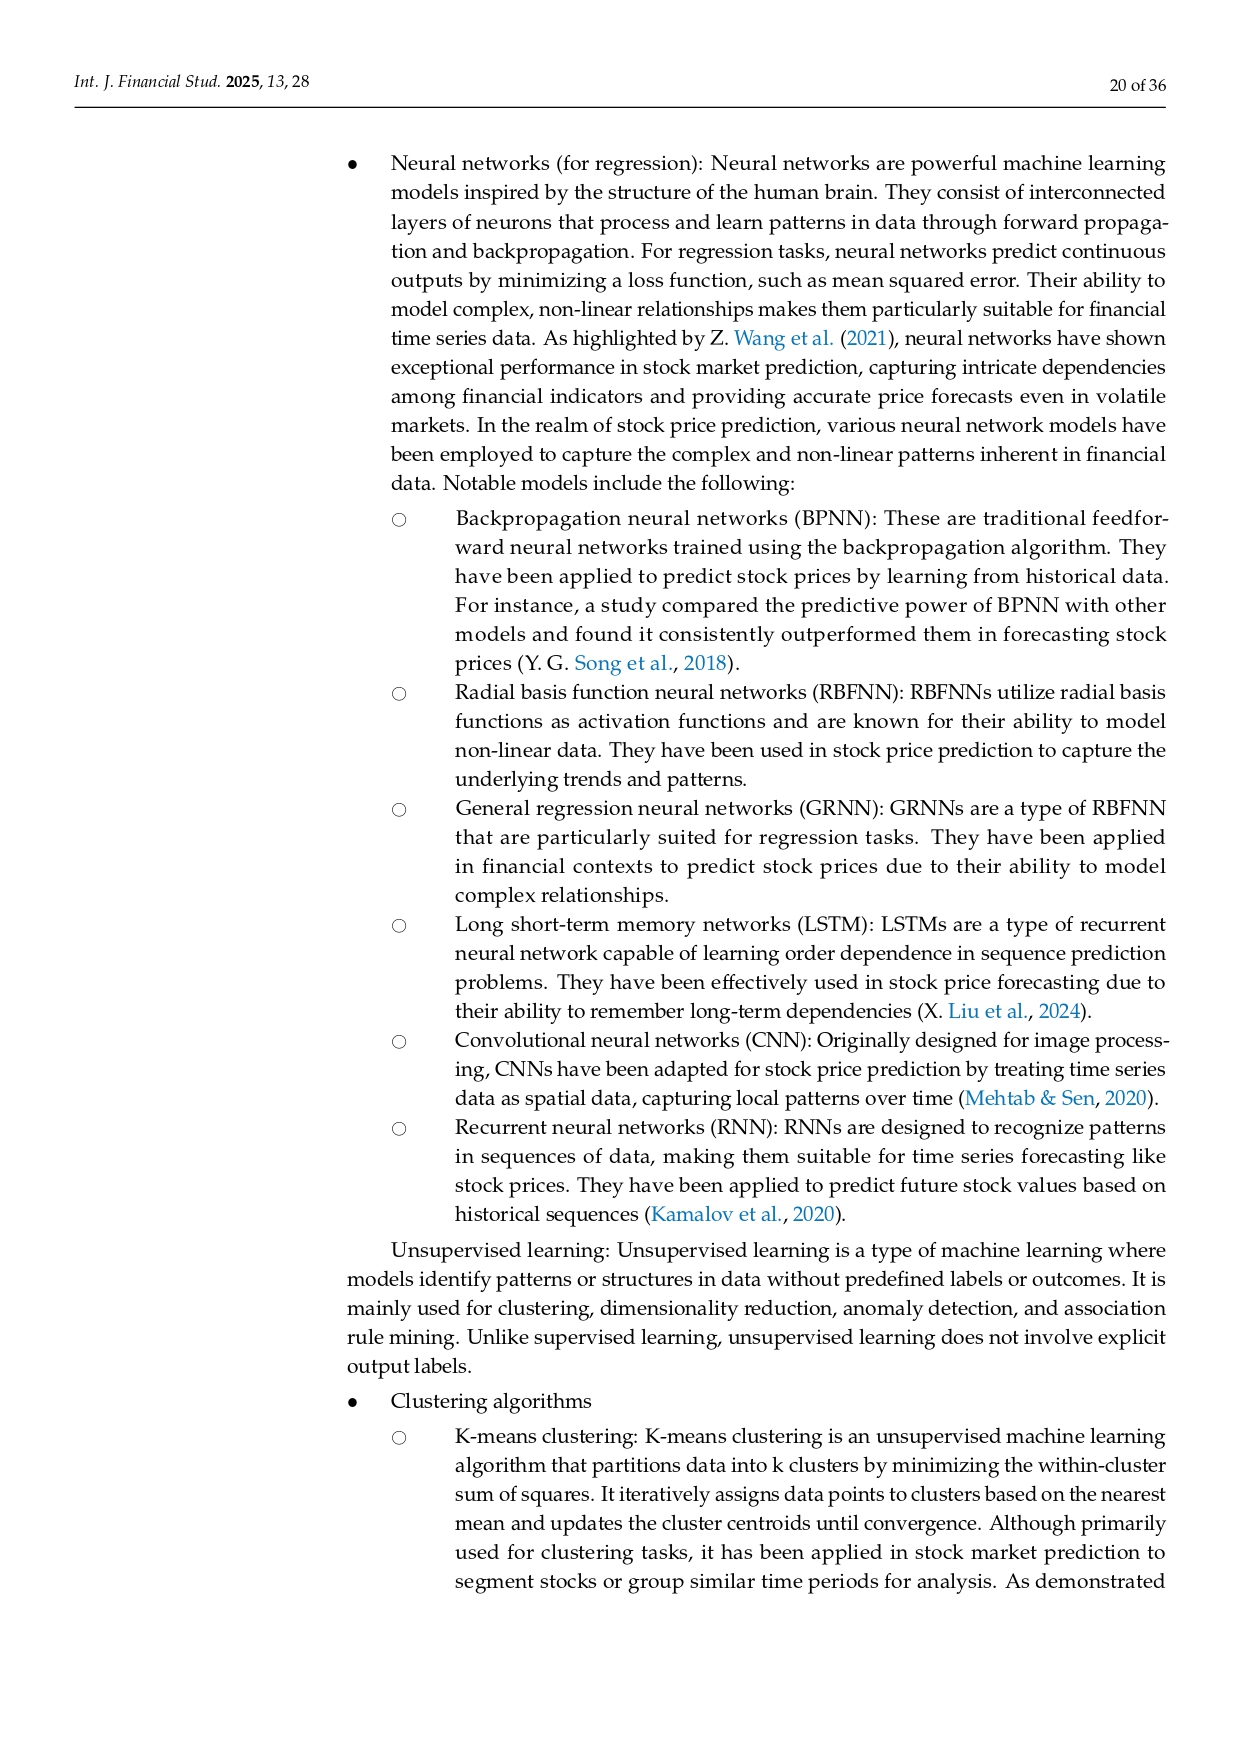 Int. J. Financial Stud. 2025, 13, 28
20 of 36
● Neural networks (for regression): Neural networks are powerful machine learning
models inspired by the structure of the human brain. They consist of interconnected
layers of neurons that process and learn patterns in data through forward propaga-
tion and backpropagation. For regression tasks, neural networks predict continuous
outputs by minimizing a loss function, such as mean squared error. Their ability to
model complex, non-linear relationships makes them particularly suitable for financial
time series data. As highlighted by Z. Wang et al. (2021), neural networks have shown
exceptional performance in stock market prediction, capturing intricate dependencies
among financial indicators and providing accurate price forecasts even in volatile
markets. In the realm of stock price prediction, various neural network models have
been employed to capture the complex and non-linear patterns inherent in financial
data. Notable models include the following:
○ Backpropagation neural networks (BPNN): These are traditional feedfor-
ward neural networks trained using the backpropagation algorithm. They
have been applied to predict stock prices by learning from historical data.
For instance, a study compared the predictive power of BPNN with other
models and found it consistently outperformed them in forecasting stock
prices (Y. G. Song et al., 2018).
○ Radial basis function neural networks (RBFNN): RBFNNs utilize radial basis
functions as activation functions and are known for their ability to model
non-linear data. They have been used in stock price prediction to capture the
underlying trends and patterns.
○ General regression neural networks (GRNN): GRNNs are a type of RBFNN
that are particularly suited for regression tasks. They have been applied
in financial contexts to predict stock prices due to their ability to model
complex relationships.
○ Long short-term memory networks (LSTM): LSTMs are a type of recurrent
neural network capable of learning order dependence in sequence prediction
problems. They have been effectively used in stock price forecasting due to
their ability to remember long-term dependencies (X. Liu et al., 2024).
○ Convolutional neural networks (CNN): Originally designed for image process-
ing, CNNs have been adapted for stock price prediction by treating time series
data as spatial data, capturing local patterns over time (Mehtab & Sen, 2020).
○ Recurrent neural networks (RNN): RNNs are designed to recognize patterns
in sequences of data, making them suitable for time series forecasting like
stock prices. They have been applied to predict future stock values based on
historical sequences (Kamalov et al., 2020).
Unsupervised learning: Unsupervised learning is a type of machine learning where
models identify patterns or structures in data without predefined labels or outcomes. It is
mainly used for clustering, dimensionality reduction, anomaly detection, and association
rule mining. Unlike supervised learning, unsupervised learning does not involve explicit
output labels.
● Clustering algorithms
○ K-means clustering: K-means clustering is an unsupervised machine learning
algorithm that partitions data into k clusters by minimizing the within-cluster
sum of squares. It iteratively assigns data points to clusters based on the nearest
mean and updates the cluster centroids until convergence. Although primarily
used for clustering tasks, it has been applied in stock market prediction to
segment stocks or group similar time periods for analysis. As demonstrated